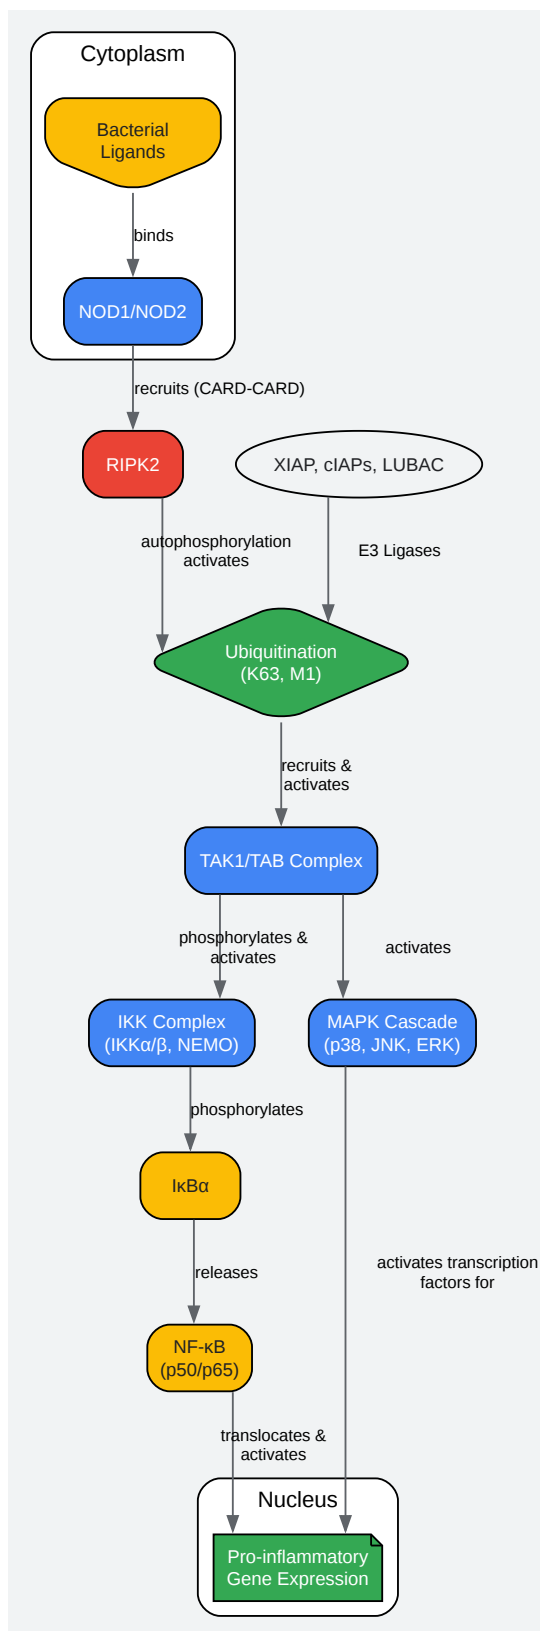 Cytoplasm
Bacterial
Ligands
binds
NOD1/NOD2
recruits (CARD-CARD)
RIPK2
XIAP, cIAPs, LUBAC
autophosphorylation
activates
E3 Ligases
Ubiquitination
(K63, M1)
recruits &
activates
TAK1/TAB Complex
phosphorylates &
activates
activates
IKK Complex
(IKKα/β, NEMO)
MAPK Cascade
(p38, JNK, ERK)
phosphorylates
IκBα
releases
activates transcription
factors for
NF-κB
(p50/p65)
translocates &
activates
Nucleus
Pro-inflammatory
Gene Expression